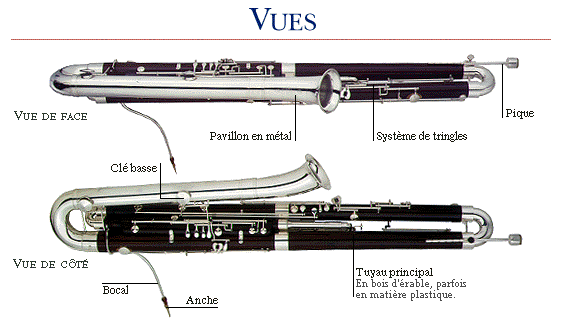 VUES
VUE DE FACE
Pavillon en métal
Système de tringles
Pique
Clé basse
VUE DE CÔTÉ
Tuyau principal
En bois d'érable, parfois
en matière plastique.
Bocal
Anche